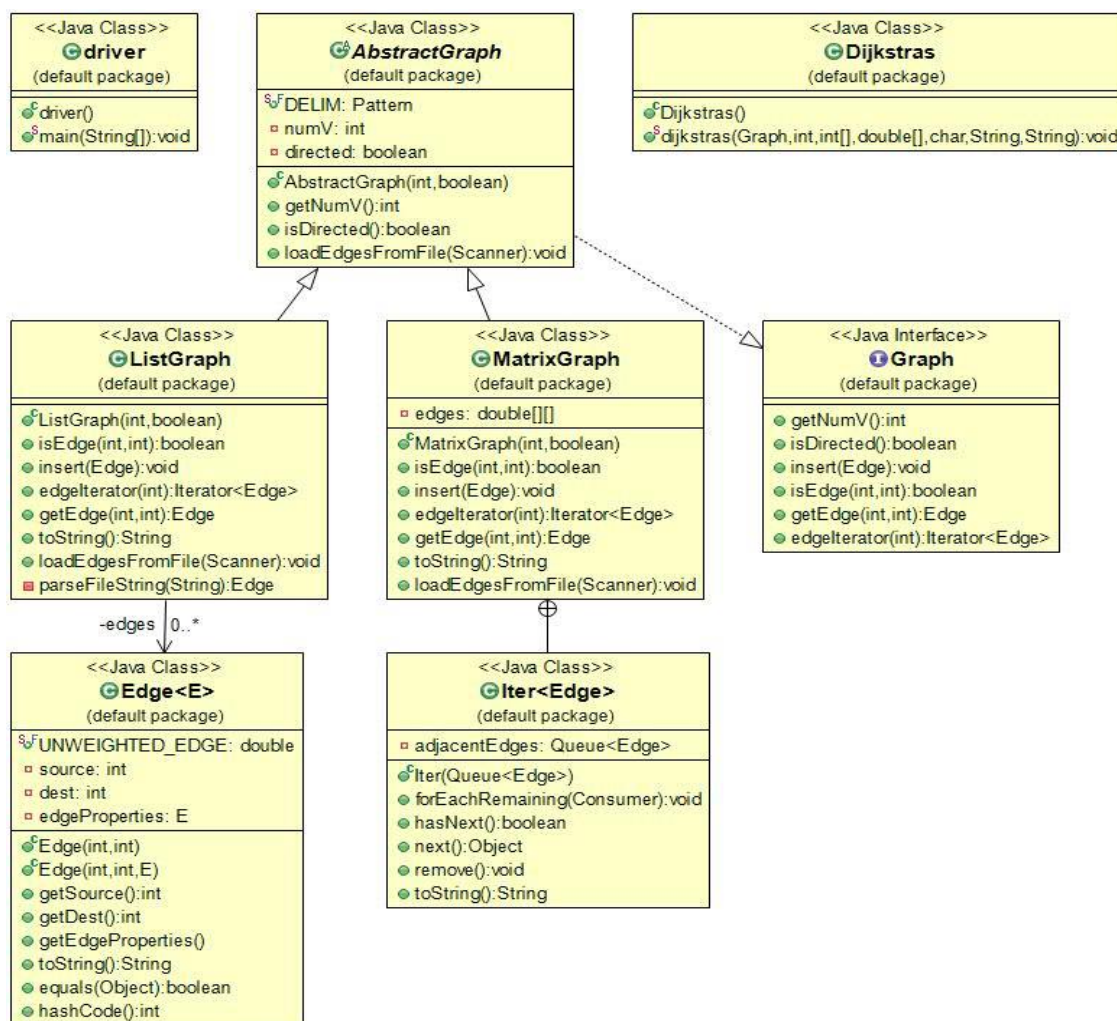 <<Java Class>>
driver
(default package)
driver()
main(String[]):void
<<Java Class>>
AbstractGraph
(default package)
DELIM: Pattern
numV: int
directed: boolean
AbstractGraph(int,boolean)
getNumV():int
isDirected():boolean
loadEdgesFromFile(Scanner):void
<<Java Class>>
Dijkstras
(default package)
Dijkstras()
dijkstras(Graph,int,int[],double[],char,String,String):void
<<Java Class>>
ListGraph
(default package)
ListGraph(int,boolean)
isEdge(int,int):boolean
insert(Edge):void
edgeIterator(int):Iterator<Edge>
getEdge(int,int):Edge
toString():String
loadEdgesFromFile(Scanner):void
parseFileString(String):Edge
<<Java Class>>
MatrixGraph
(default package)
edges: double[][]
MatrixGraph(int,boolean)
isEdge(int,int):boolean
insert(Edge):void
edgeIterator(int):Iterator<Edge>
getEdge(int,int):Edge
toString():String
loadEdgesFromFile(Scanner):void
<<Java Interface>>
Graph
(default package)
getNumV():int
isDirected():boolean
insert(Edge):void
isEdge(int,int):boolean
getEdge(int,int):Edge
edgeIterator(int):Iterator<Edge>
-edges 0..*
<<Java Class>>
Edge<E>
(default package)
UNWEIGHTED_EDGE: double
source: int
dest: int
edgeProperties: E
Edge(int,int)
Edge(int,int,E)
getSource():int
getDest():int
getEdgeProperties()
toString():String
equals(Object):boolean
hashCode():int
<<Java Class>>
Iter<Edge>
(default package)
adjacentEdges: Queue<Edge>
Iter(Queue<Edge>)
forEachRemaining(Consumer):void
hasNext():boolean
next():Object
remove():void
toString():String